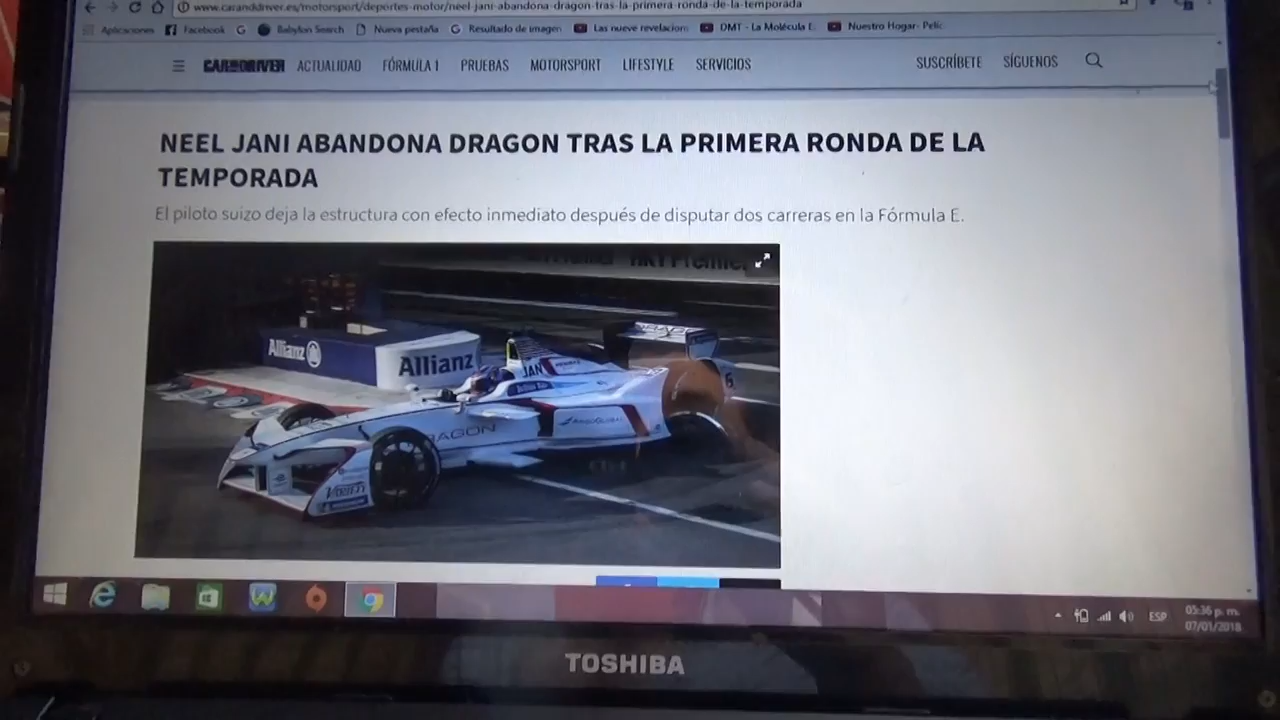 www.caranddriver.es/motorsport/deportes-motor/neel-jani-abandona-dragon-tras-la-primera-ronda-de-la-temporada
Aplicaciones Facebook Babylon Search Nueva pestaña Resultado de imagen Las nueve revelacion DMT - La Molécula E Nuestro Hogar- Pelíc
CAR AND DRIVER ACTUALIDAD FÓRMULA 1 PRUEBAS MOTORSPORT LIFESTYLE SERVICIOS SUSCRÍBETE SÍGUENOS
NEEL JANI ABANDONA DRAGON TRAS LA PRIMERA RONDA DE LA
TEMPORADA
El piloto suizo deja la estructura con efecto inmediato después de disputar dos carreras en la Fórmula E.
Allianz
Allianz
JANI
6
DRAGON
ESP
05:36 p. m.
07/01/2018
TOSHIBA